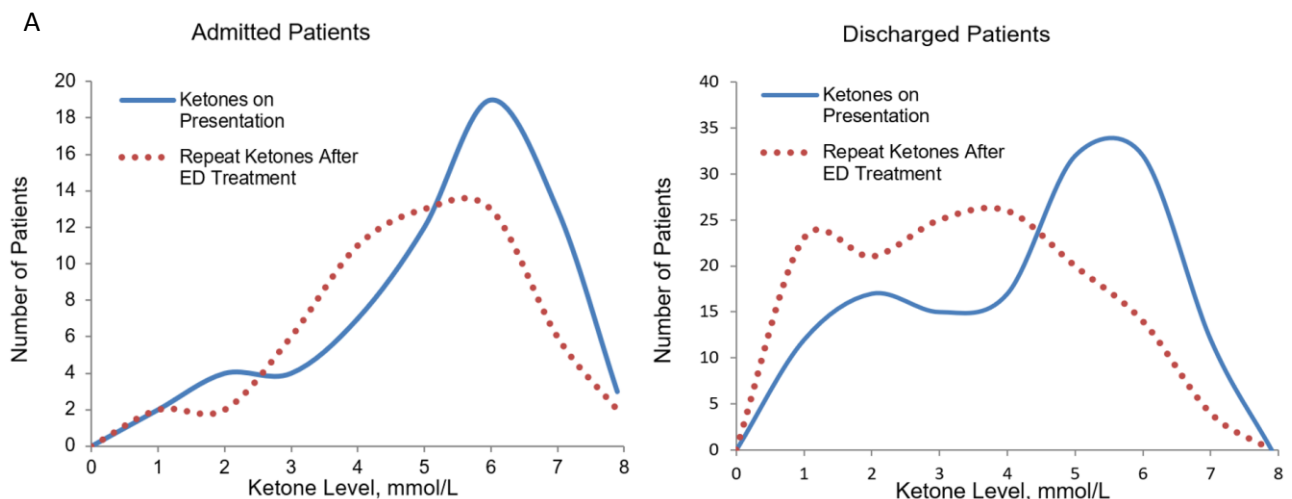 A
Admitted Patients
20
18
16
14
12
10
8
6
4
2
0
Number of Patients
Ketones on
Presentation
Repeat Ketones After
ED Treatment
0 1 2 3 4 5 6 7 8
Ketone Level, mmol/L
Discharged Patients
40
35
30
25
20
15
10
5
0
Number of Patients
Ketones on
Presentation
Repeat Ketones After
ED Treatment
0 1 2 3 4 5 6 7 8
Ketone Level, mmol/L